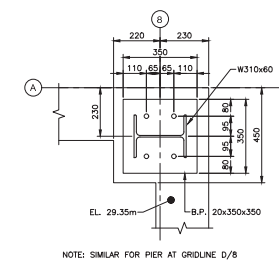 8
220 230
350
110 65 65 110
W310x60
A
230
80
95
95
80
350
450
EL. 29.35m
B.P. 20x350x350
NOTE: SIMILAR FOR PIER AT GRIDLINE D/8